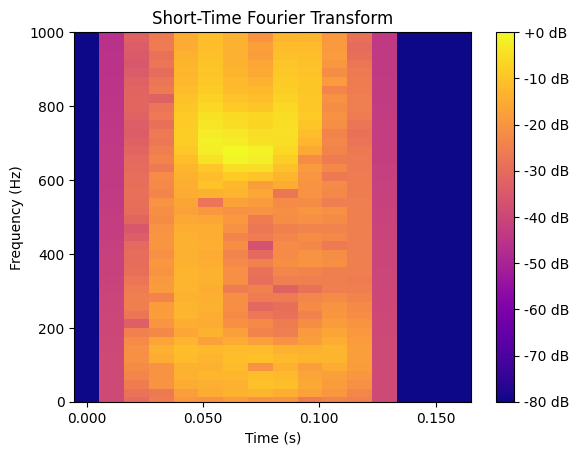 Short-Time Fourier Transform
Frequency (Hz)
1000
800
600
400
200
0
0.000
0.050
0.100
0.150
Time (s)
+0 dB
-10 dB
-20 dB
-30 dB
-40 dB
-50 dB
-60 dB
-70 dB
-80 dB